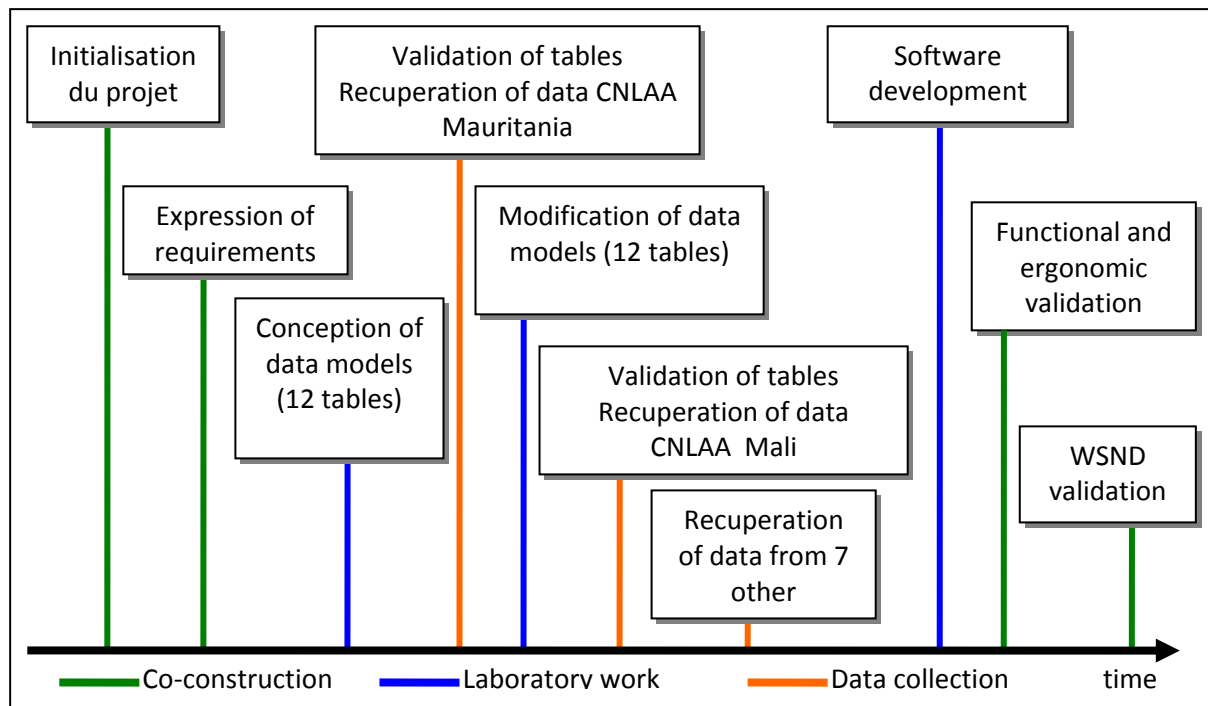 Initialisation
du projet
Validation of tables
Recuperation of data CNLAA
Mauritania
Software
development
Expression of
requirements
Modification of data
models (12 tables)
Functional and
ergonomic
validation
Conception of
data models
(12 tables)
Validation of tables
Recuperation of data
CNLAA Mali
WSND
validation
Recuperation
of data from 7
other
Co-construction
Laboratory work
Data collection
time